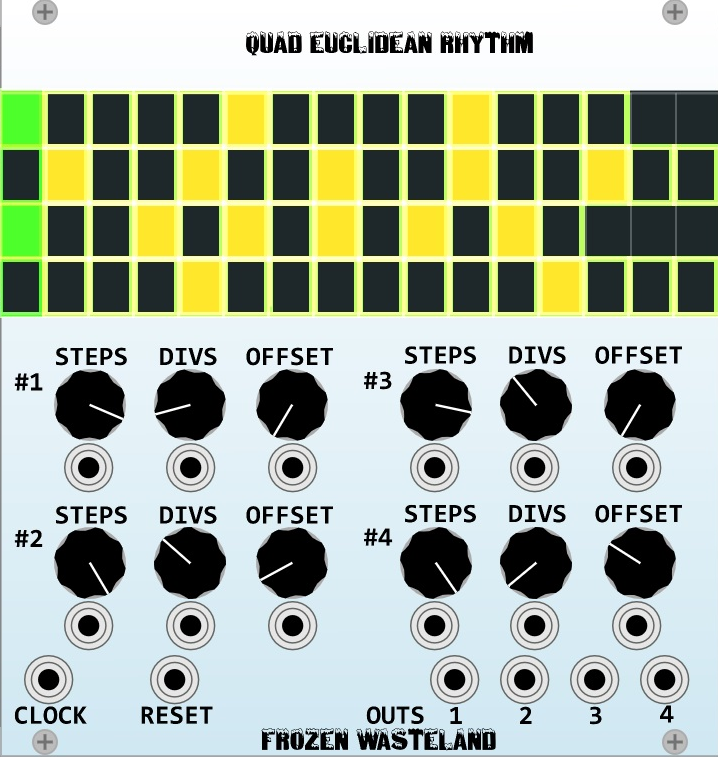 QUAD EUCLIDEAN RHYTHM
STEPS DIVS OFFSET STEPS DIVS OFFSET
#1 #3
STEPS DIVS OFFSET STEPS DIVS OFFSET
#2 #4
CLOCK RESET OUTS 1 2 3 4
FROZEN WASTELAND